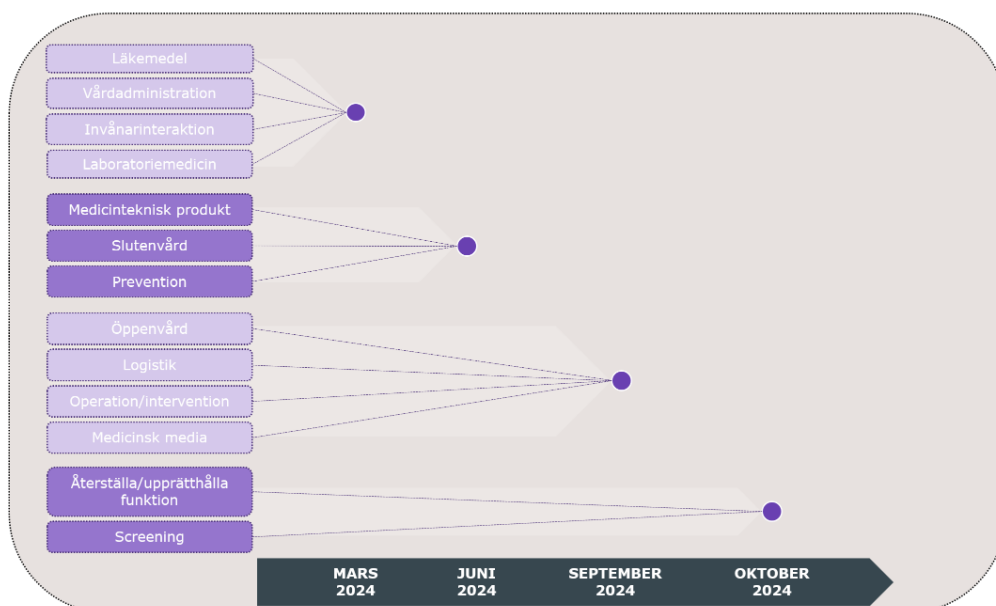 Läkemedel
Vårdadministration
Invånarinteraktion
Laboratoriemedicin
Medicinteknisk produkt
Slutenvård
Prevention
Öppenvård
Logistik
Operation/intervention
Medicinsk media
Återställa/upprätthålla
funktion
Screening
MARS
2024
JUNI
2024
SEPTEMBER
2024
OKTOBER
2024